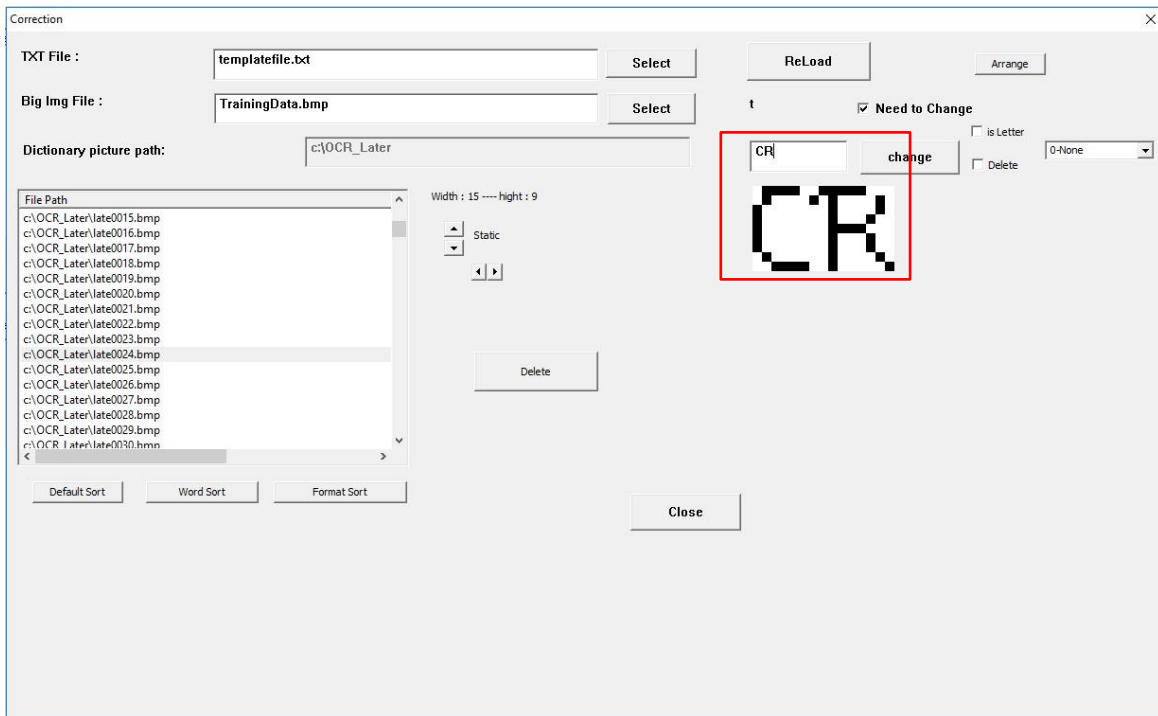 Correction
TXT File :
templatefile.txt
Select
ReLoad
Arrange
Big Img File :
TrainingData.bmp
Select
t
Need to Change
is Letter
Dictionary picture path:
c:\OCR_Later
CR
change
Delete
0-None
File Path
Width : 15 ---- hight : 9
c:\OCR_Later\late0015.bmp
c:\OCR_Later\late0016.bmp
c:\OCR_Later\late0017.bmp
c:\OCR_Later\late0018.bmp
c:\OCR_Later\late0019.bmp
c:\OCR_Later\late0020.bmp
c:\OCR_Later\late0021.bmp
c:\OCR_Later\late0022.bmp
c:\OCR_Later\late0023.bmp
c:\OCR_Later\late0024.bmp
c:\OCR_Later\late0025.bmp
c:\OCR_Later\late0026.bmp
c:\OCR_Later\late0027.bmp
c:\OCR_Later\late0028.bmp
c:\OCR_Later\late0029.bmp
c:\OCR_Later\late0030.bmp
Static
CR
Delete
Default Sort
Word Sort
Format Sort
Close